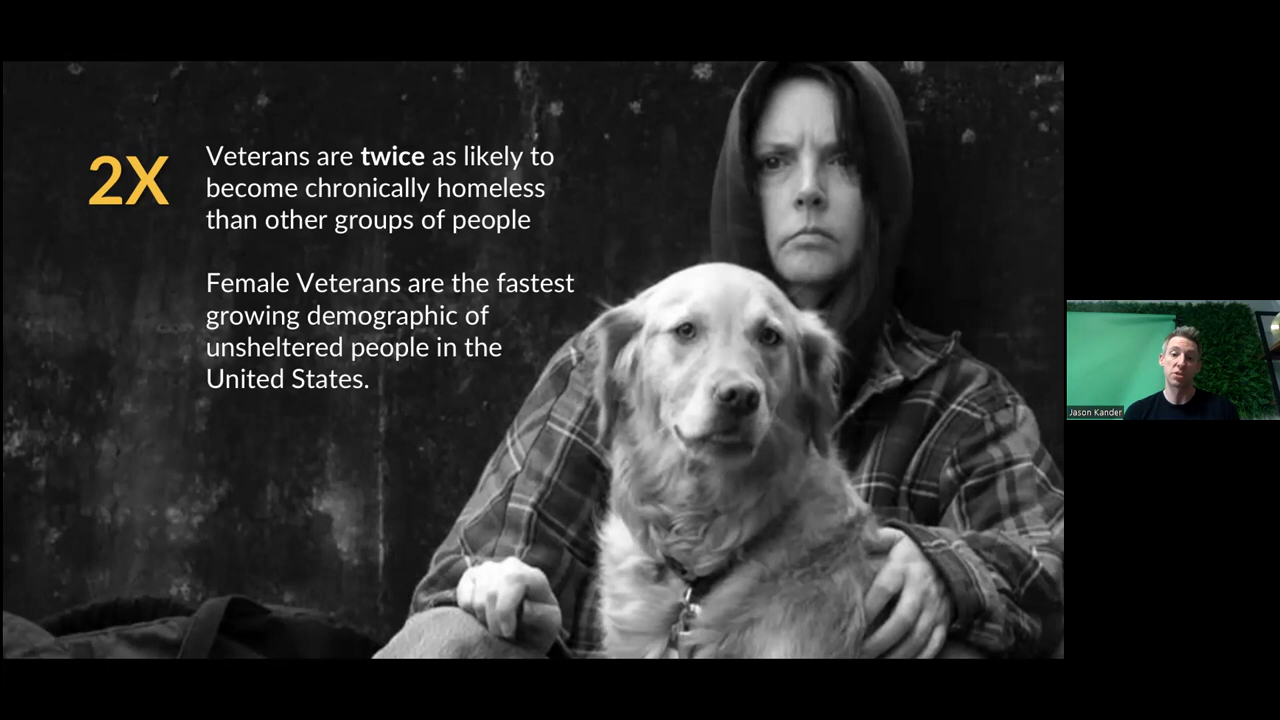 2X
Veterans are twice as likely to
become chronically homeless
than other groups of people
Female Veterans are the fastest
growing demographic of
unsheltered people in the
United States.
Jason Kander